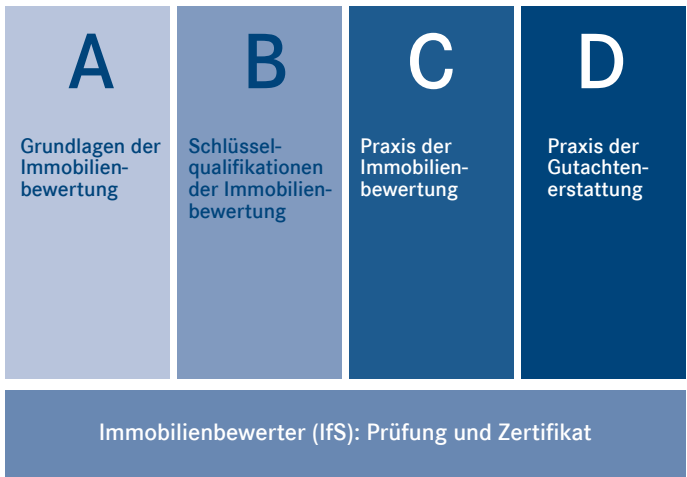 A
Grundlagen der
Immobilien-
bewertung
B
Schlüssel-
qualifikationen
der Immobilien-
bewertung
C
Praxis der
Immobilien-
bewertung
D
Praxis der
Gutachten-
erstattung
Immobilienbewerter (IfS): Prüfung und Zertifikat